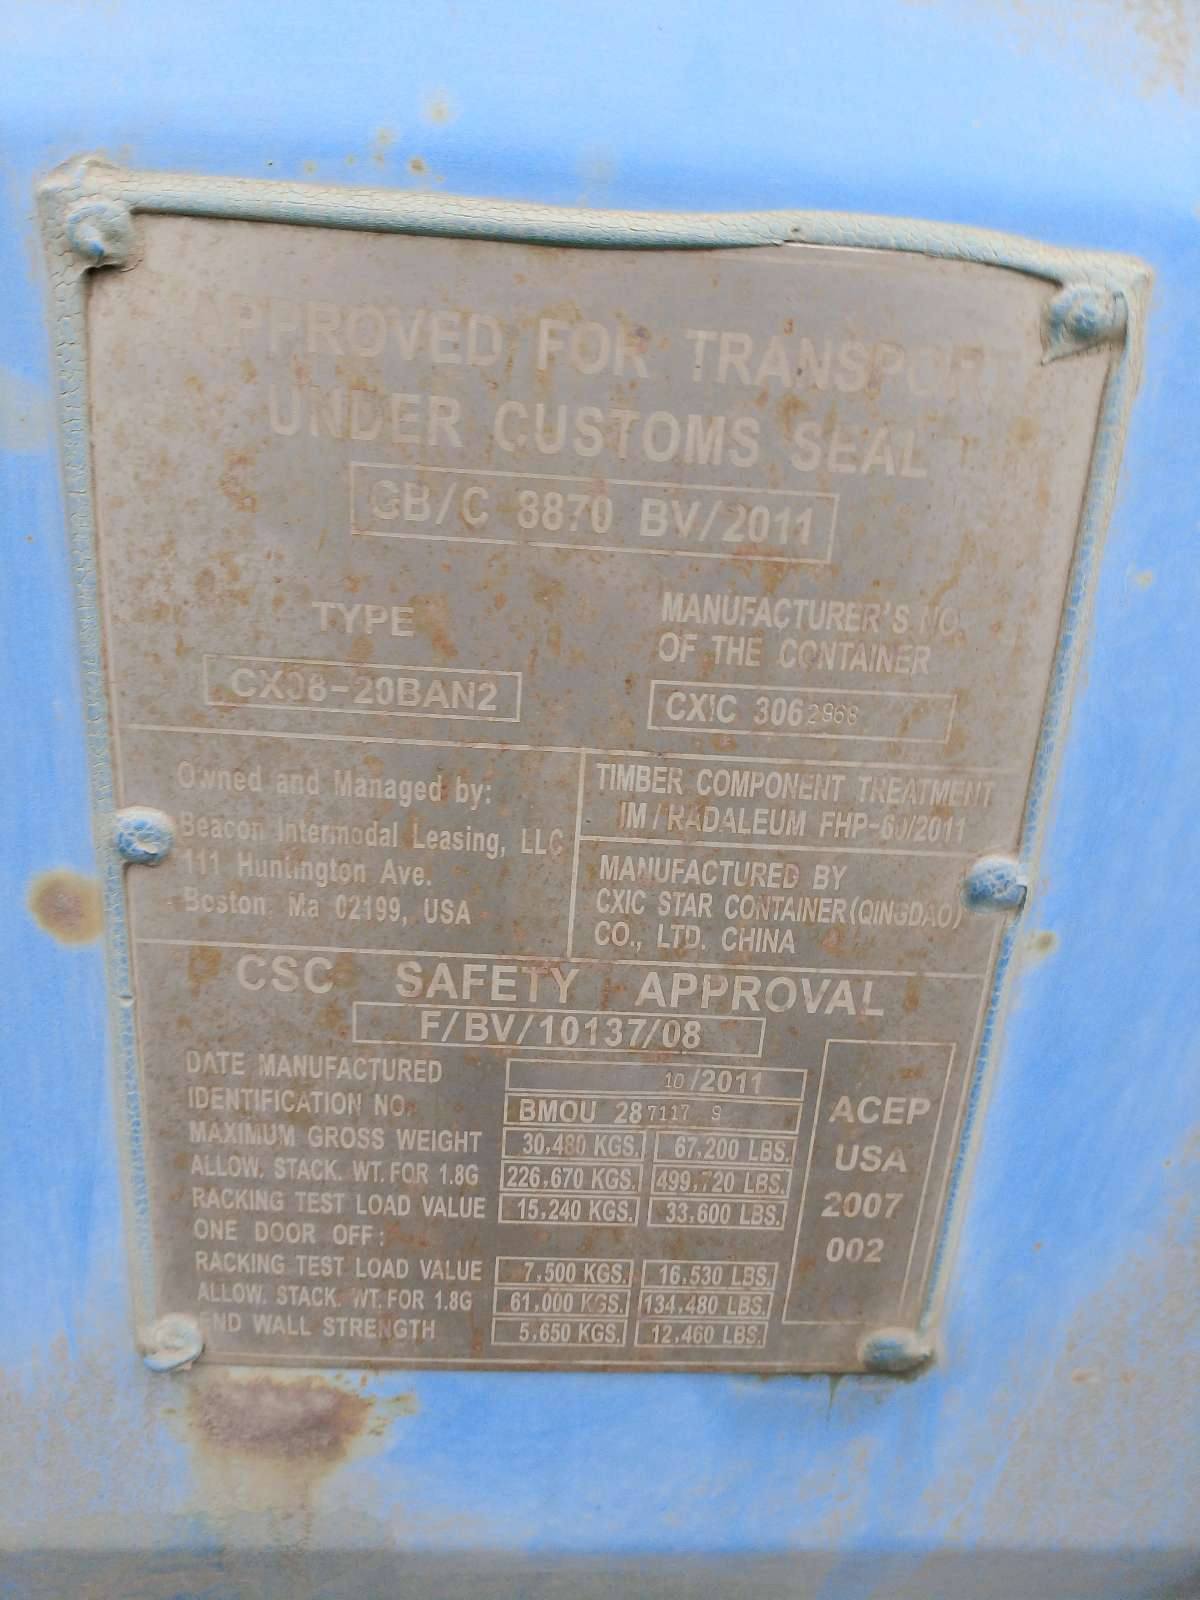 APPROVED FOR TRANSPORT
UNDER CUSTOMS SEAL
GB/C 8870 BV/2011
TYPE
CX08-20BAN2
MANUFACTURER'S NO.
OF THE CONTAINER
CXIC 3062968
Owned and Managed by:
Beacon Intermodal Leasing, LLC
111 Huntington Ave.
Boston, Ma 02199, USA
TIMBER COMPONENT TREATMENT
IM/RADALEUM FHP-60/2011
MANUFACTURED BY
CXIC STAR CONTAINER(QINGDAO)
CO., LTD. CHINA
CSC SAFETY APPROVAL
F/BV/10137/08
DATE MANUFACTURED 10/2011
IDENTIFICATION NO. BMOU 287117 9
MAXIMUM GROSS WEIGHT 30,480 KGS. 67,200 LBS.
ALLOW. STACK. WT. FOR 1.8G 226,670 KGS. 499,720 LBS.
RACKING TEST LOAD VALUE 15,240 KGS. 33,600 LBS.
ONE DOOR OFF:
RACKING TEST LOAD VALUE 7,500 KGS. 16,530 LBS.
ALLOW. STACK. WT. FOR 1.8G 61,000 KGS. 134,480 LBS.
END WALL STRENGTH 5,650 KGS. 12,460 LBS.
ACEP
USA
2007
002